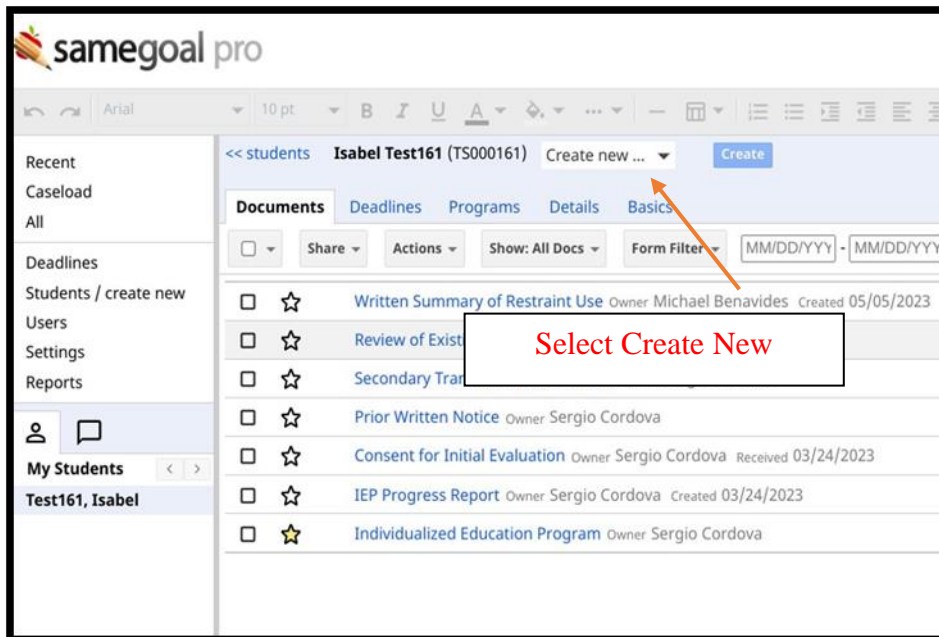 samegoal pro
Arial 10 pt B I U A ...
Recent
Caseload
All
Deadlines
Students / create new
Users
Settings
Reports
My Students < >
Test161, Isabel
<< students Isabel Test161 (TS000161) Create new ... Create
Documents Deadlines Programs Details Basics
Share Actions Show: All Docs Form Filter MM/DD/YYY - MM/DD/YYY
Written Summary of Restraint Use Owner Michael Benavides Created 05/05/2023
Review of
Select Create New
Secondary
Prior Written Notice Owner Sergio Cordova
Consent for Initial Evaluation Owner Sergio Cordova Received 03/24/2023
IEP Progress Report Owner Sergio Cordova Created 03/24/2023
Individualized Education Program Owner Sergio Cordova